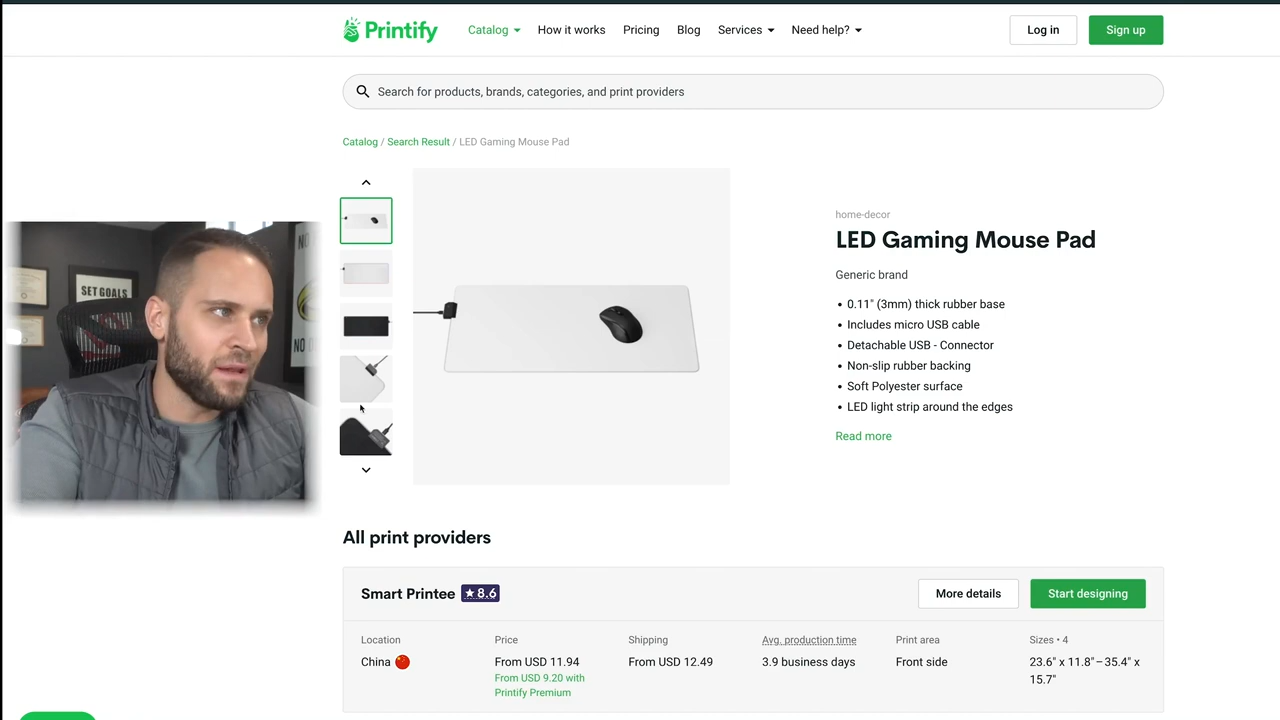 Printify
Catalog
How it works
Pricing
Blog
Services
Need help?
Log in
Sign up
Search for products, brands, categories, and print providers
Catalog / Search Result / LED Gaming Mouse Pad
SET GOALS
home-decor
LED Gaming Mouse Pad
Generic brand
• 0.11" (3mm) thick rubber base
• Includes micro USB cable
• Detachable USB - Connector
• Non-slip rubber backing
• Soft Polyester surface
• LED light strip around the edges
Read more
All print providers
Smart Printee ★ 8.6
More details
Start designing
Location
Price
Shipping
Avg. production time
Print area
Sizes • 4
China
From USD 11.94
From USD 12.49
3.9 business days
Front side
23.6" x 11.8" – 35.4" x
15.7"
From USD 9.20 with
Printify Premium